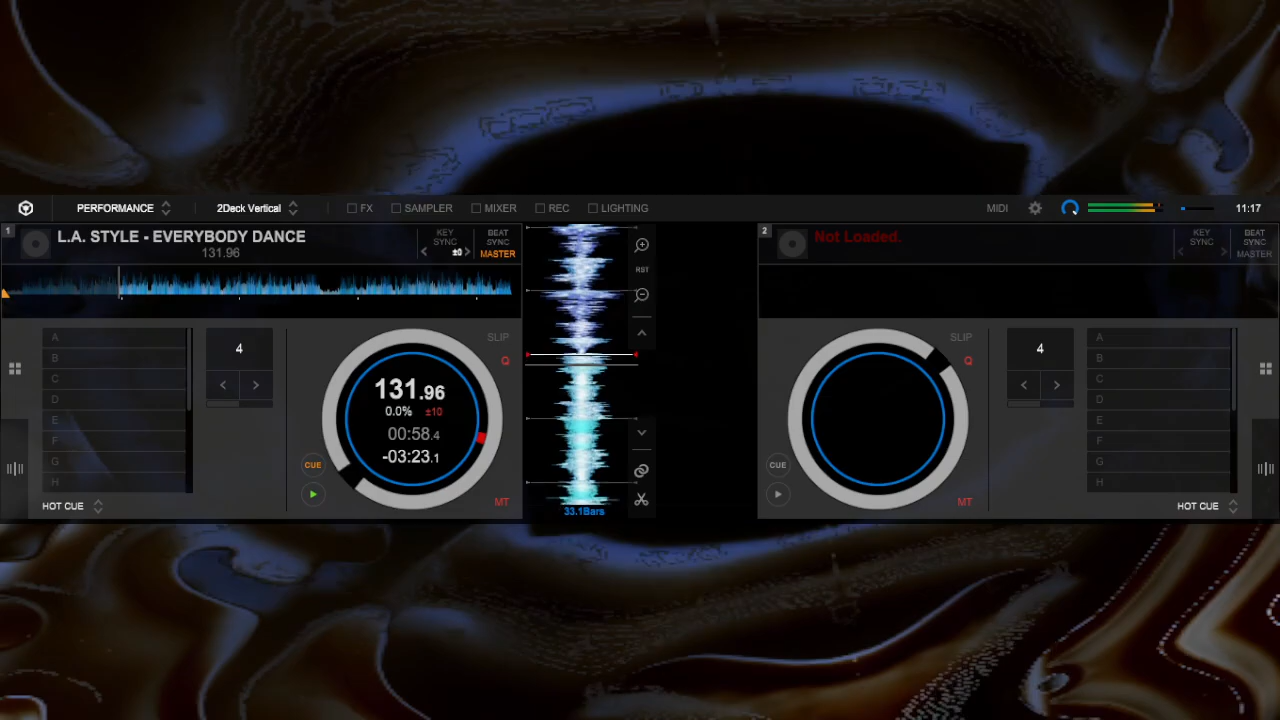 PERFORMANCE 2Deck Vertical FX SAMPLER MIXER REC LIGHTING MIDI 11:17
1 L.A. STYLE - EVERYBODY DANCE
131.96
KEY SYNC ±0
BEAT SYNC MASTER
RST
2 Not Loaded.
KEY SYNC
BEAT SYNC MASTER
A
B
C
D
E
F
G
H
HOT CUE
4
SLIP
Q
131.96
0.0% ±10
00:58.4
-03:23.1
CUE
MT
33.1Bars
SLIP
Q
CUE
MT
4
A
B
C
D
E
F
G
H
HOT CUE